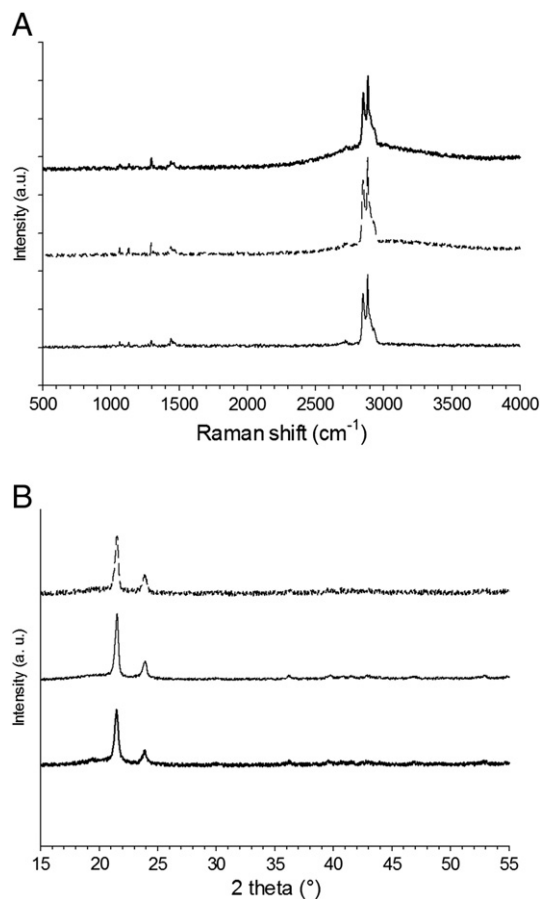 A
Intensity (a.u.)
500 1000 1500 2000 2500 3000 3500 4000
Raman shift (cm⁻¹)
B
Intensity (a. u.)
15 20 25 30 35 40 45 50 55
2 theta (°)